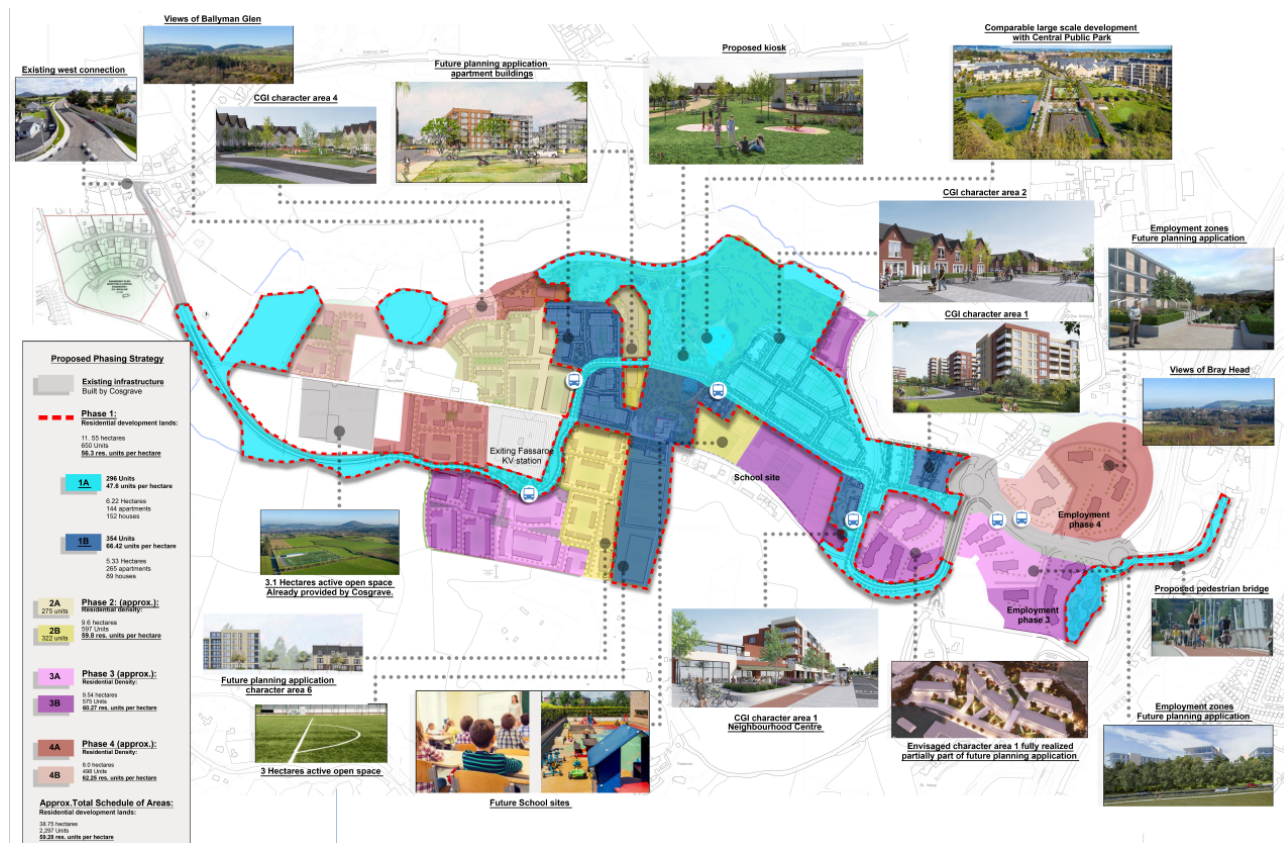 Views of Ballyman Glen
Existing west connection
CGI character area 4
Future planning application
apartment buildings
Proposed kiosk
Comparable large scale development
with Central Public Park
CGI character area 2
Employment zones
Future planning application
CGI character area 1
Views of Bray Head
Proposed Phasing Strategy
Existing infrastructure
Built by Cosgrave
Phase 1:
Residential development lands:
11. 55 hectares
650 Units
56.3 res. units per hectare
1A
296 Units
47.6 units per hectare
6.22 Hectares
144 apartments
152 houses
1B
354 Units
66.42 units per hectare
5.33 Hectares
265 apartments
89 houses
2A
275 units
Phase 2: (approx.):
Residential density:
2B
322 units
9.6 hectares
597 Units
59.8 res. units per hectare
3A
Phase 3 (approx.):
Residential Density:
3B
9.54 hectares
575 Units
60.27 res. units per hectare
4A
Phase 4 (approx.):
Residential Density:
4B
8.0 hectares
498 Units
62.25 res. units per hectare
Approx.Total Schedule of Areas:
Residential development lands:
38.75 hectares
2,297 Units
59.28 res. units per hectare
Exiting Fassaroe
KV station
School site
Employment
phase 4
Employment
phase 3
3.1 Hectares active open space
Already provided by Cosgrave.
Proposed pedestrian bridge
Future planning application
character area 6
3 Hectares active open space
Future School sites
CGI character area 1
Neighbourhood Centre
Envisaged character area 1 fully realized
partially part of future planning application
Employment zones
Future planning application